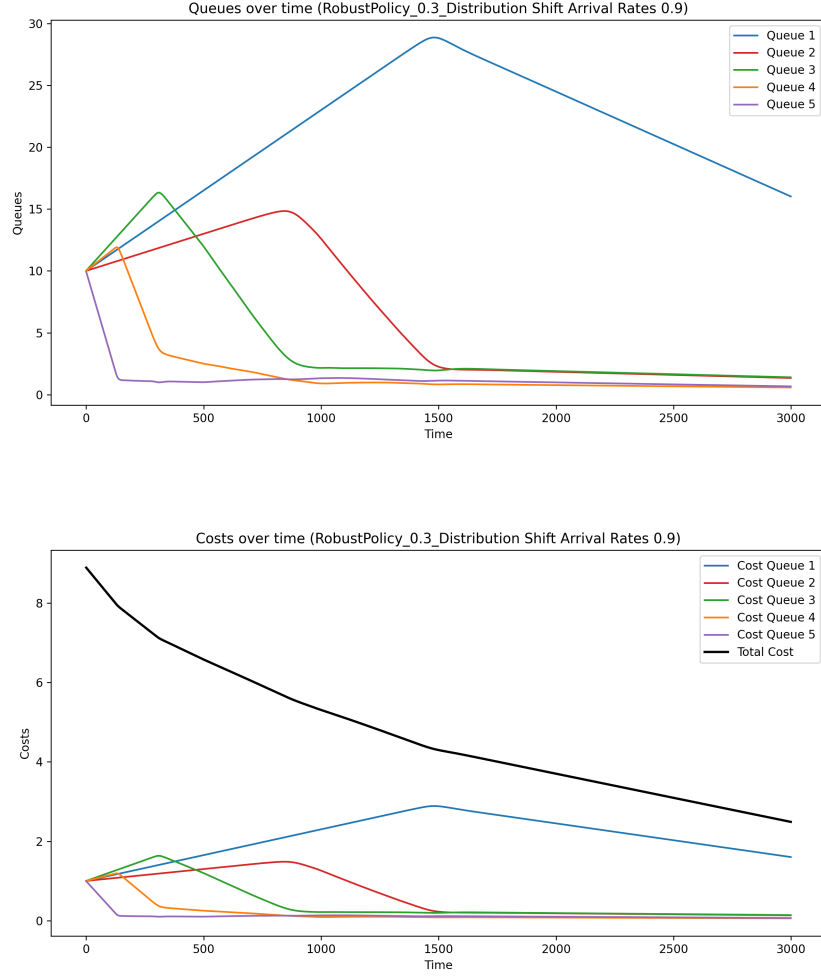 Queues over time (RobustPolicy_0.3_Distribution Shift Arrival Rates 0.9)
30
25
20
15
10
5
0
Queues
Queue 1
Queue 2
Queue 3
Queue 4
Queue 5
0 500 1000 1500 2000 2500 3000
Time
Costs over time (RobustPolicy_0.3_Distribution Shift Arrival Rates 0.9)
8
6
4
2
0
Costs
Cost Queue 1
Cost Queue 2
Cost Queue 3
Cost Queue 4
Cost Queue 5
Total Cost
0 500 1000 1500 2000 2500 3000
Time